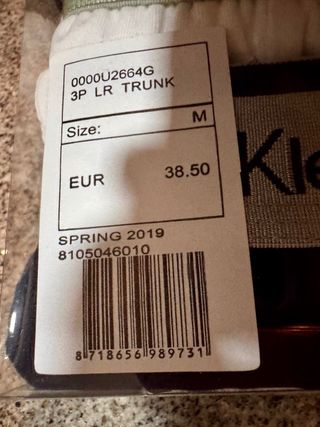 0000U2664G
3P LR TRUNK
Size: M
EUR 38.50
SPRING 2019
8105046010
8 718656 989731
Kle